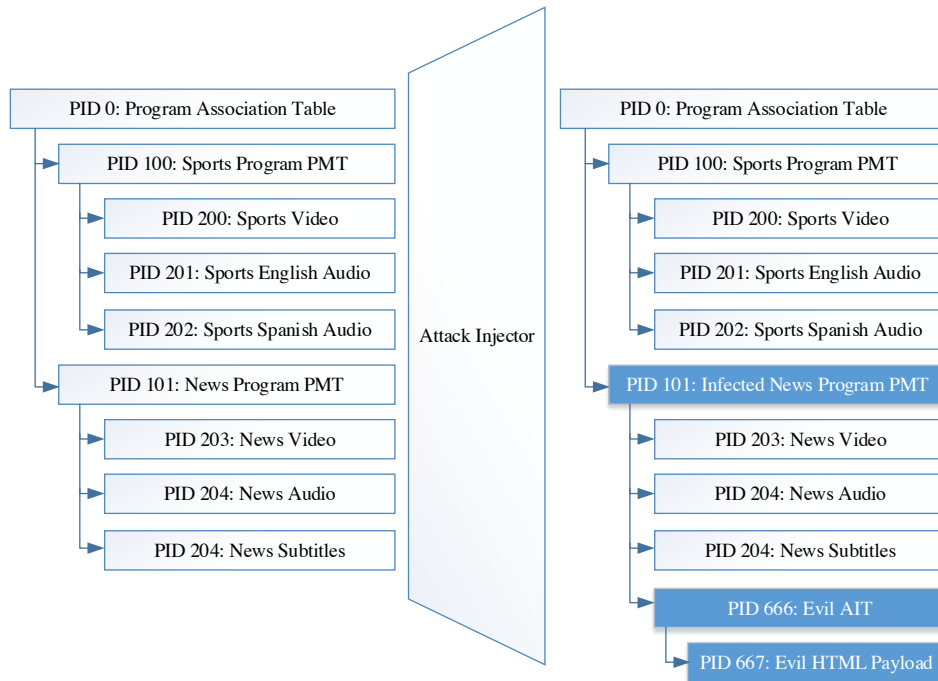 PID 0: Program Association Table
PID 100: Sports Program PMT
PID 200: Sports Video
PID 201: Sports English Audio
PID 202: Sports Spanish Audio
PID 101: News Program PMT
PID 203: News Video
PID 204: News Audio
PID 204: News Subtitles
Attack Injector
PID 0: Program Association Table
PID 100: Sports Program PMT
PID 200: Sports Video
PID 201: Sports English Audio
PID 202: Sports Spanish Audio
PID 101: Infected News Program PMT
PID 203: News Video
PID 204: News Audio
PID 204: News Subtitles
PID 666: Evil AIT
PID 667: Evil HTML Payload